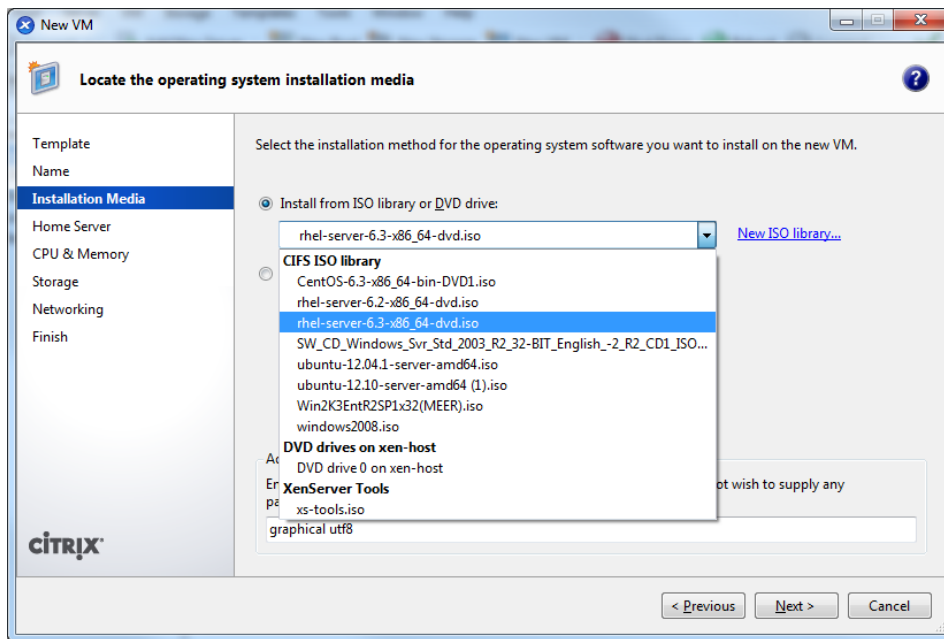 New VM
Locate the operating system installation media
Template
Name
Installation Media
Home Server
CPU & Memory
Storage
Networking
Finish
CİTRIX
Select the installation method for the operating system software you want to install on the new VM.
Install from ISO library or DVD drive:
rhel-server-6.3-x86_64-dvd.iso
New ISO library...
CIFS ISO library
CentOS-6.3-x86_64-bin-DVD1.iso
rhel-server-6.2-x86_64-dvd.iso
rhel-server-6.3-x86_64-dvd.iso
SW_CD_Windows_Svr_Std_2003_R2_32-BIT_English_-2_R2_CD1_ISO...
ubuntu-12.04.1-server-amd64.iso
ubuntu-12.10-server-amd64 (1).iso
Win2K3EntR2SP1x32(MEER).iso
windows2008.iso
DVD drives on xen-host
DVD drive 0 on xen-host
XenServer Tools
xs-tools.iso
ot wish to supply any
graphical utf8
< Previous
Next >
Cancel